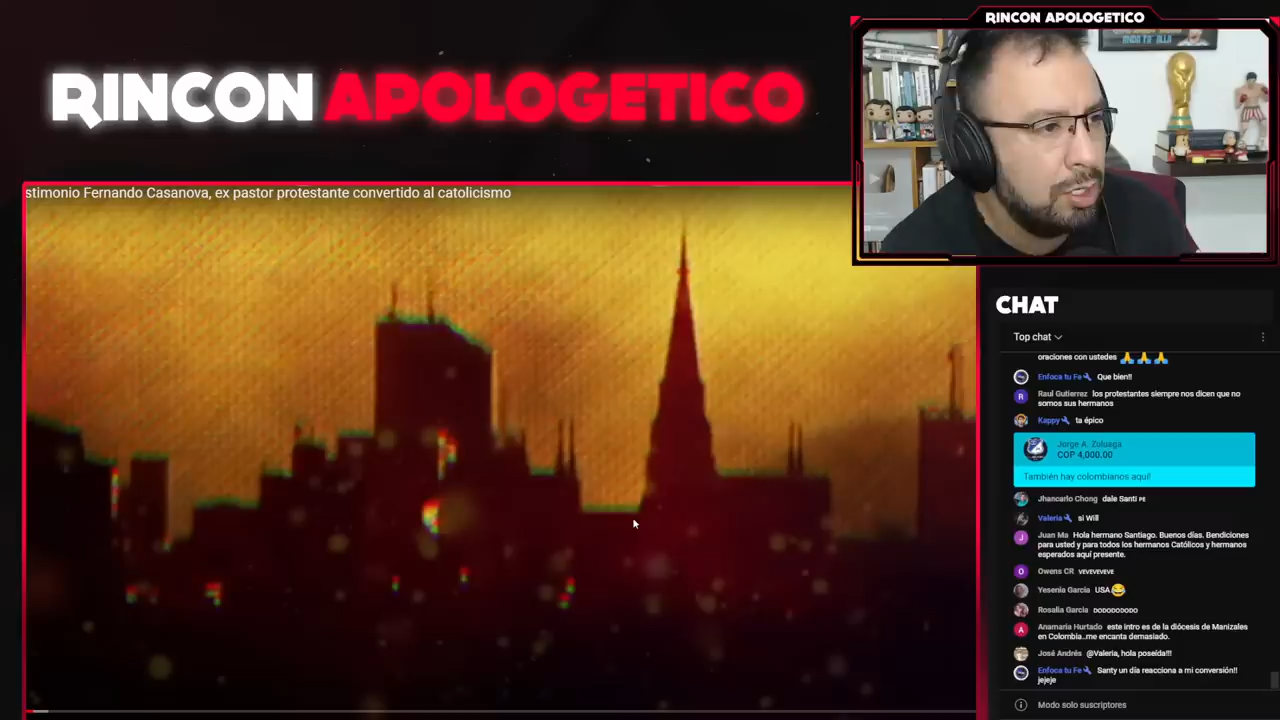 RINCON APOLOGETICO
RINCON APOLOGETICO
stimonio Fernando Casanova, ex pastor protestante convertido al catolicismo
CHAT
Top chat
oraciones con ustedes 🙏🙏🙏
Enfoca tu Fe Que bien!!
Raul Gutierrez los protestantes siempre nos dicen que no
somos sus hermanos
Kappy ta épico
Jorge A. Zuluaga
COP 4,000.00
También hay colombianos aquí!
Jhancarlo Chong dale Santi PE
Valeria si Will
Juan Ma Hola hermano Santiago. Buenos días. Bendiciones
para usted y para todos los hermanos Católicos y hermanos
esperados aquí presente.
Owens CR vEvEvEvEvE
Yesenia Garcia USA 😂
Rosalia Garcia DODODODODO
Anamaria Hurtado este intro es de la diócesis de Manizales
en Colombia..me encanta demasiado.
José Andrés @Valeria, hola poseída!!!
Enfoca tu Fe Santy un día reacciona a mi conversión!!
jejeje
Modo solo suscriptores